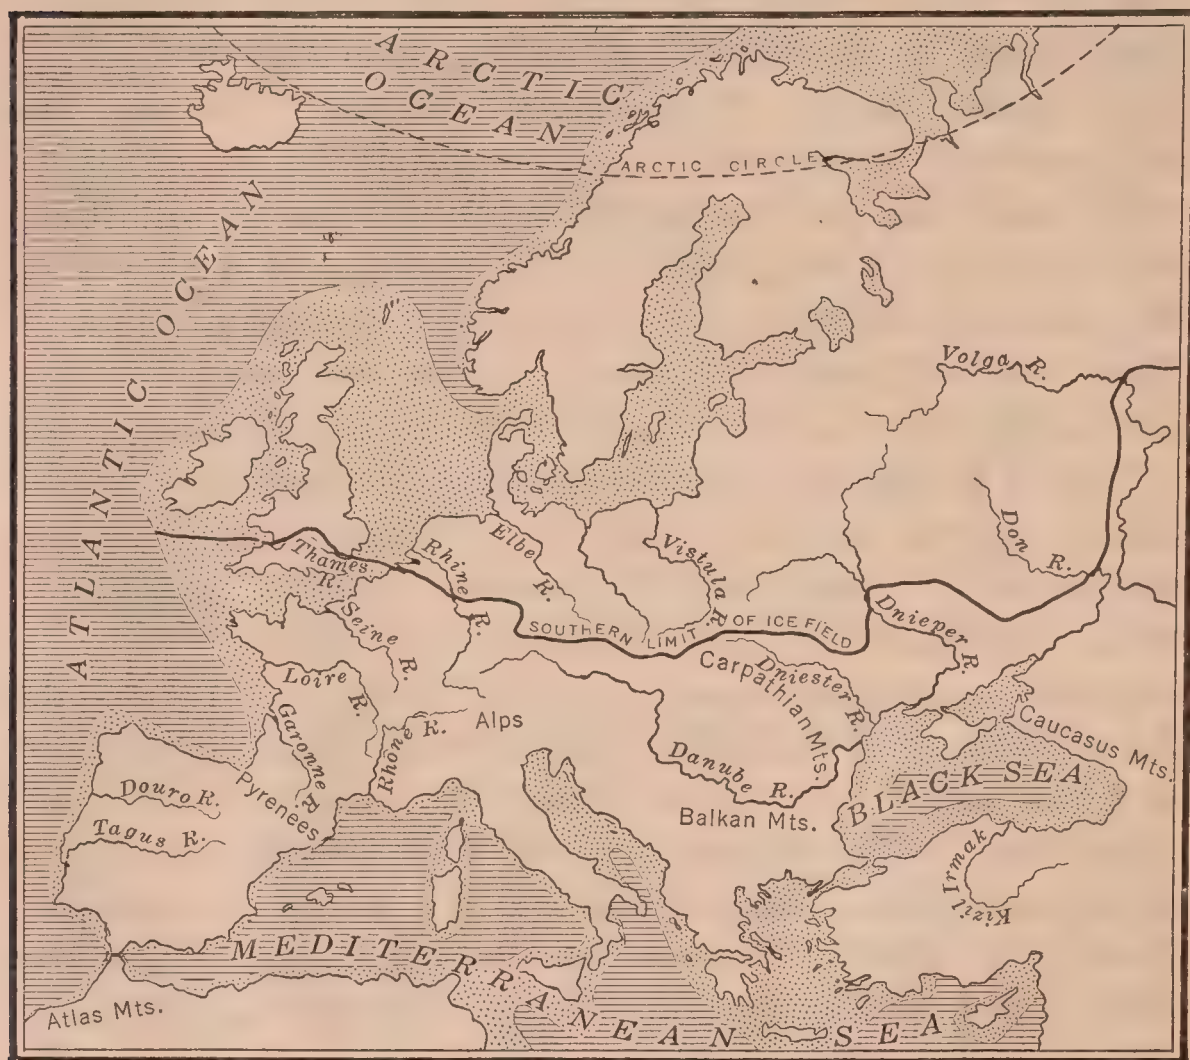 ARCTIC
OCEAN
ARCTIC CIRCLE
ATLANTIC OCEAN
Volga R.
Don R.
Elbe R.
Rhine R.
Thames R.
Vistula R.
SOUTHERN LIMIT OF ICE FIELD
Dnieper R.
Seine R.
Carpathian Mts.
Dniester R.
Loire R.
Garonne R.
Rhône R.
Alps
Caucasus Mts.
Danube R.
Pyrenees
Douro R.
Tagus R.
Balkan Mts.
BLACK SEA
Kizil Irmak
MEDITERRANEAN SEA
Atlas Mts.